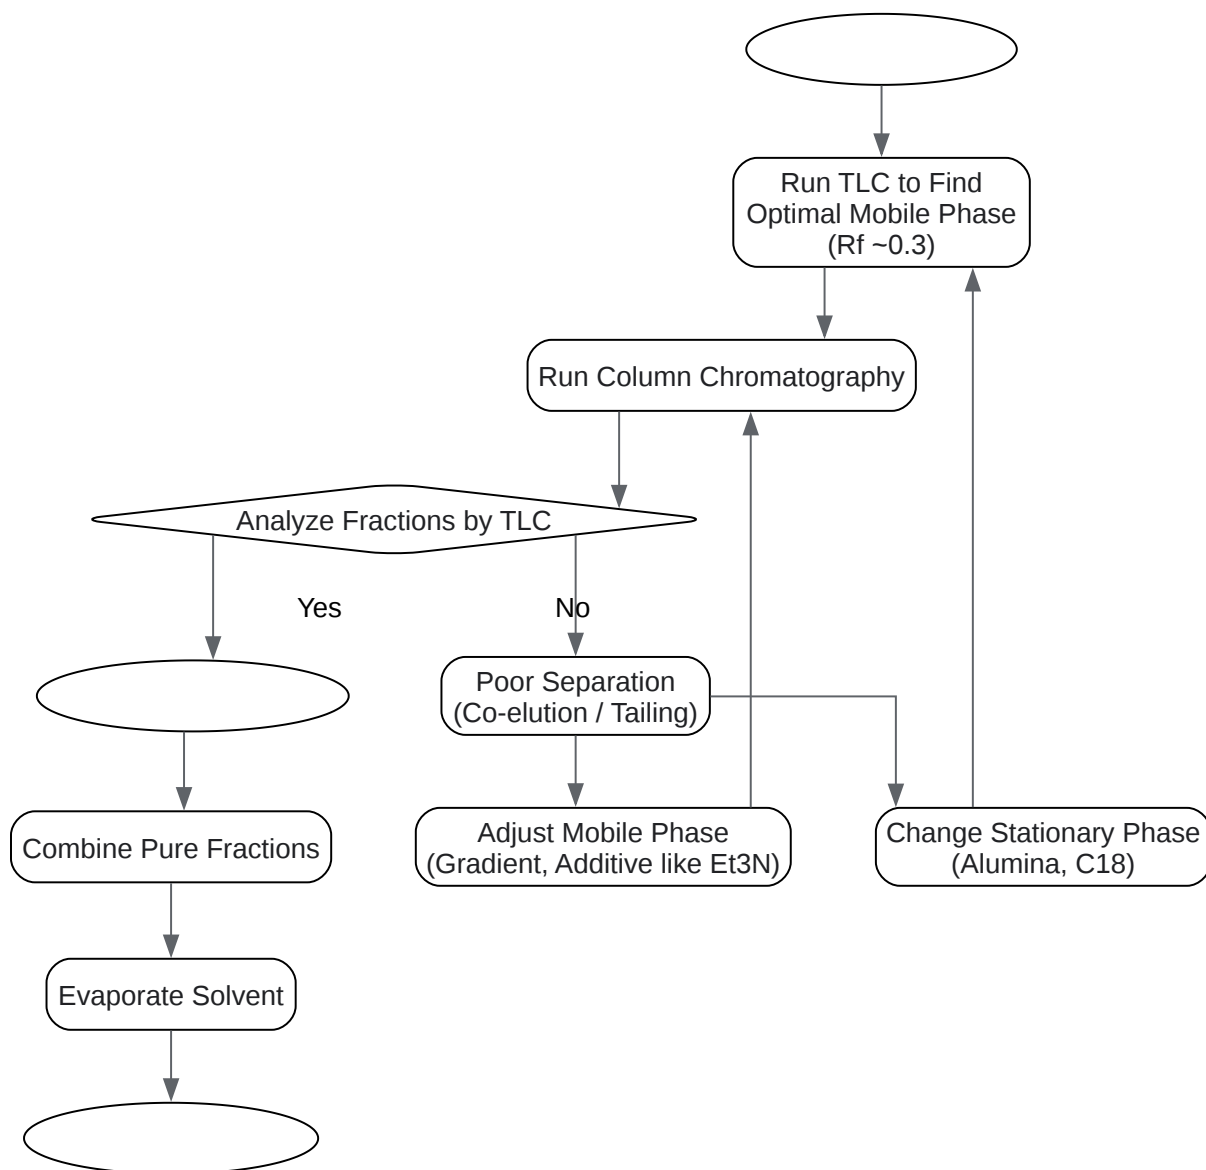 Run TLC to Find
Optimal Mobile Phase
(Rf ~0.3)
Run Column Chromatography
Analyze Fractions by TLC
Yes
No
Poor Separation
(Co-elution / Tailing)
Combine Pure Fractions
Adjust Mobile Phase
(Gradient, Additive like Et3N)
Change Stationary Phase
(Alumina, C18)
Evaporate Solvent